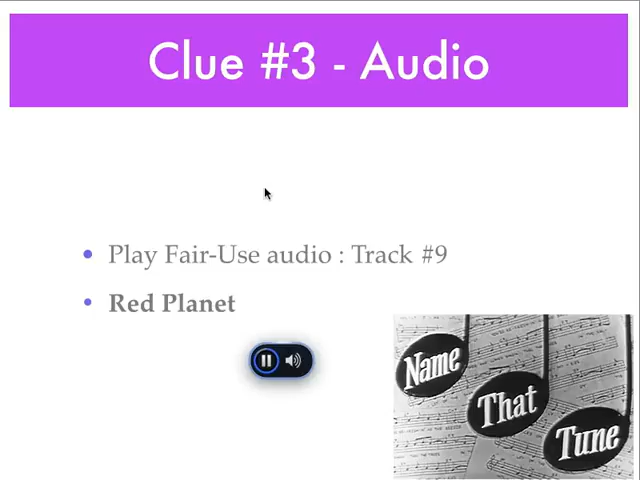 Clue #3 - Audio
Play Fair-Use audio : Track #9
Red Planet
Name
That
Tune